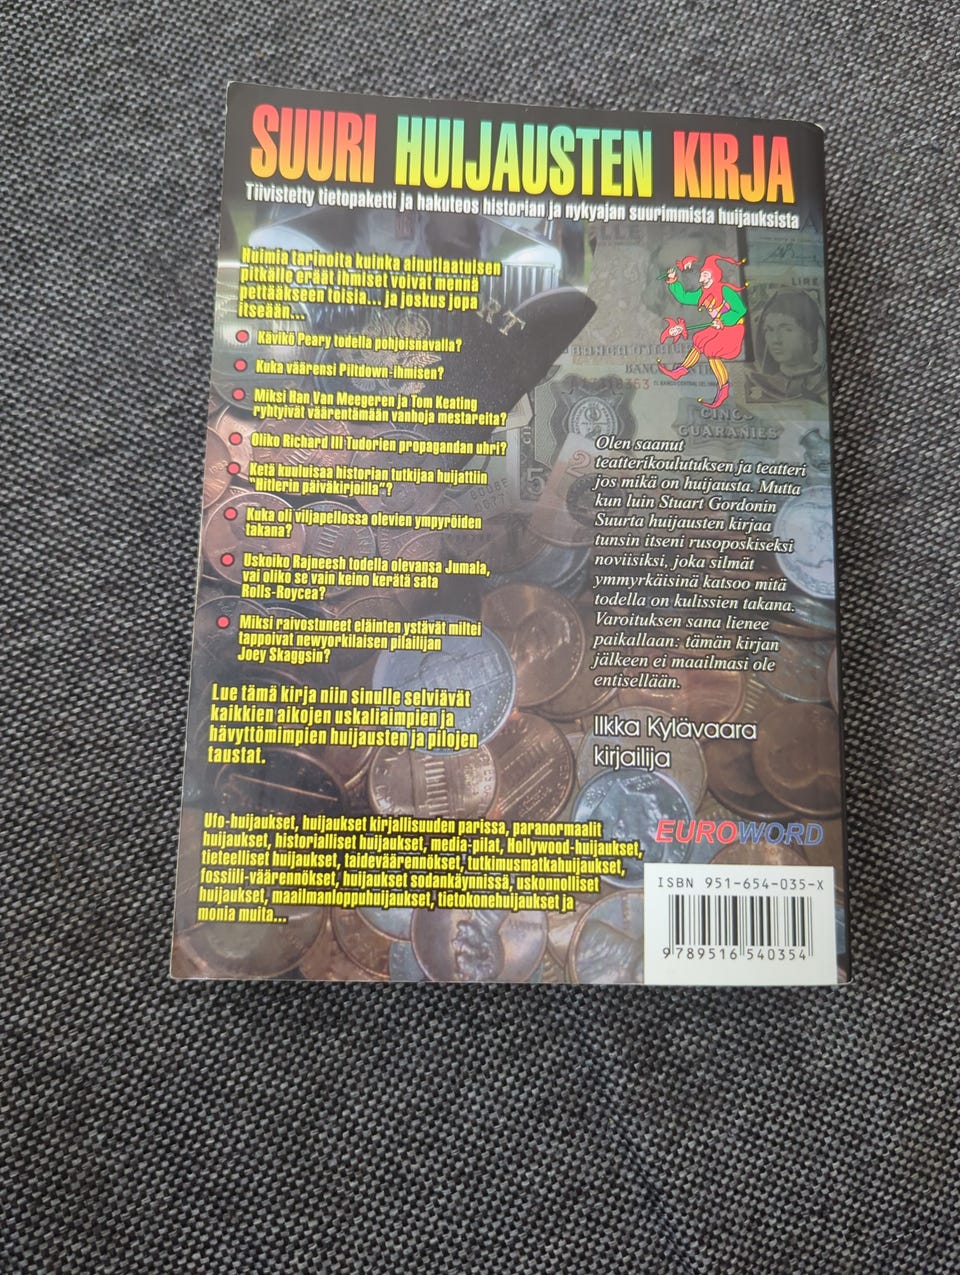 SUURI HUIJAUSTEN KIRJA
Tiivistetty tietopaketti ja hakuteos historian ja nykyajan suurimmista huijauksista
Huimia tarinoita kuinka ainutlaatuisen
pitkälle eräät ihmiset voivat mennä
pettääkseen toisia... ja joskus jopa
itseään...
Kävikö Peary todella pohjoisnavalla?
Kuka väärensi Piltdown-ihmisen?
Miksi Han Van Meegeren ja Tom Keating
ryhtyivät väärentämään vanhoja mestareita?
Oliko Richard III Tudorien propagandan uhri?
Ketä kuuluisaa historian tutkijaa huijattiin
"Hitlerin päiväkirjoilla"?
Kuka oli viljapellossa olevien ympyröiden
takana?
Uskoiko Rajneesh todella olevansa Jumala,
vai oliko se vain keino kerätä sata
Rolls-Roycea?
Miksi raivostuneet eläinten ystävät miltei
tappoivat newyorkilaisen pilailijan
Joey Skaggsin?
Lue tämä kirja niin sinulle selviävät
kaikkien aikojen uskaliaimpien ja
hävyttömimpien huijausten ja pilojen
taustat.
Ufo-huijaukset, huijaukset kirjallisuuden parissa, paranormaalit
huijaukset, historialliset huijaukset, media-pilat, Hollywood-huijaukset,
tieteelliset huijaukset, taideväärennökset, tutkimusmatkahuijaukset,
fossiili-väärennökset, huijaukset sodankäynnissä, uskonnolliset
huijaukset, maailmanloppuhuijaukset, tietokonehuijaukset ja
monia muita...
LIRE
BANCA D'ITALIA
CINCO
GUARANIES
Olen saanut
teatterikoulutuksen ja teatteri
jos mikä on huijausta. Mutta
kun luin Stuart Gordonin
Suurta huijausten kirjaa
tunsin itseni rusoposkiseksi
noviisiksi, joka silmät
ymmyrkäisinä katsoo mitä
todella on kulissien takana.
Varoituksen sana lienee
paikallaan: tämän kirjan
jälkeen ei maailmasi ole
entisellään.
Ilkka Kylävaara
kirjailija
EUROWORD
ISBN 951-654-035-X
9 789516 540354